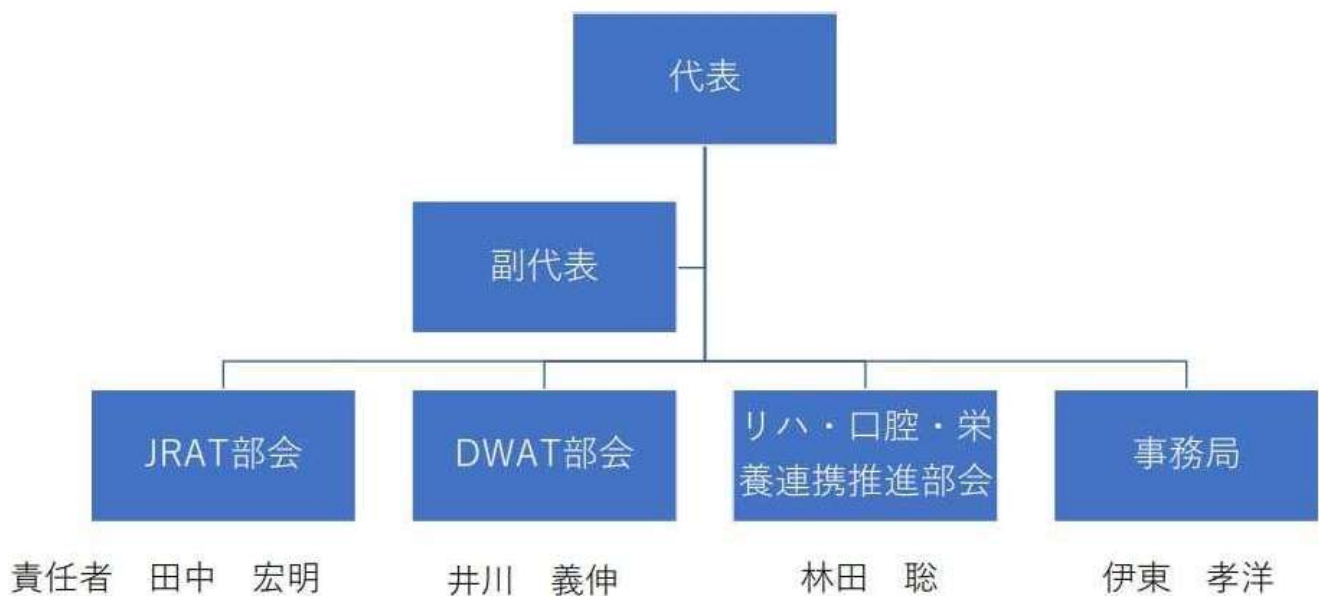 代表
副代表
JRAT部会
DWAT部会
リハ・口腔・栄
養連携推進部会
事務局
責任者 田中 宏明
井川 義伸
林田 聡
伊東 孝洋